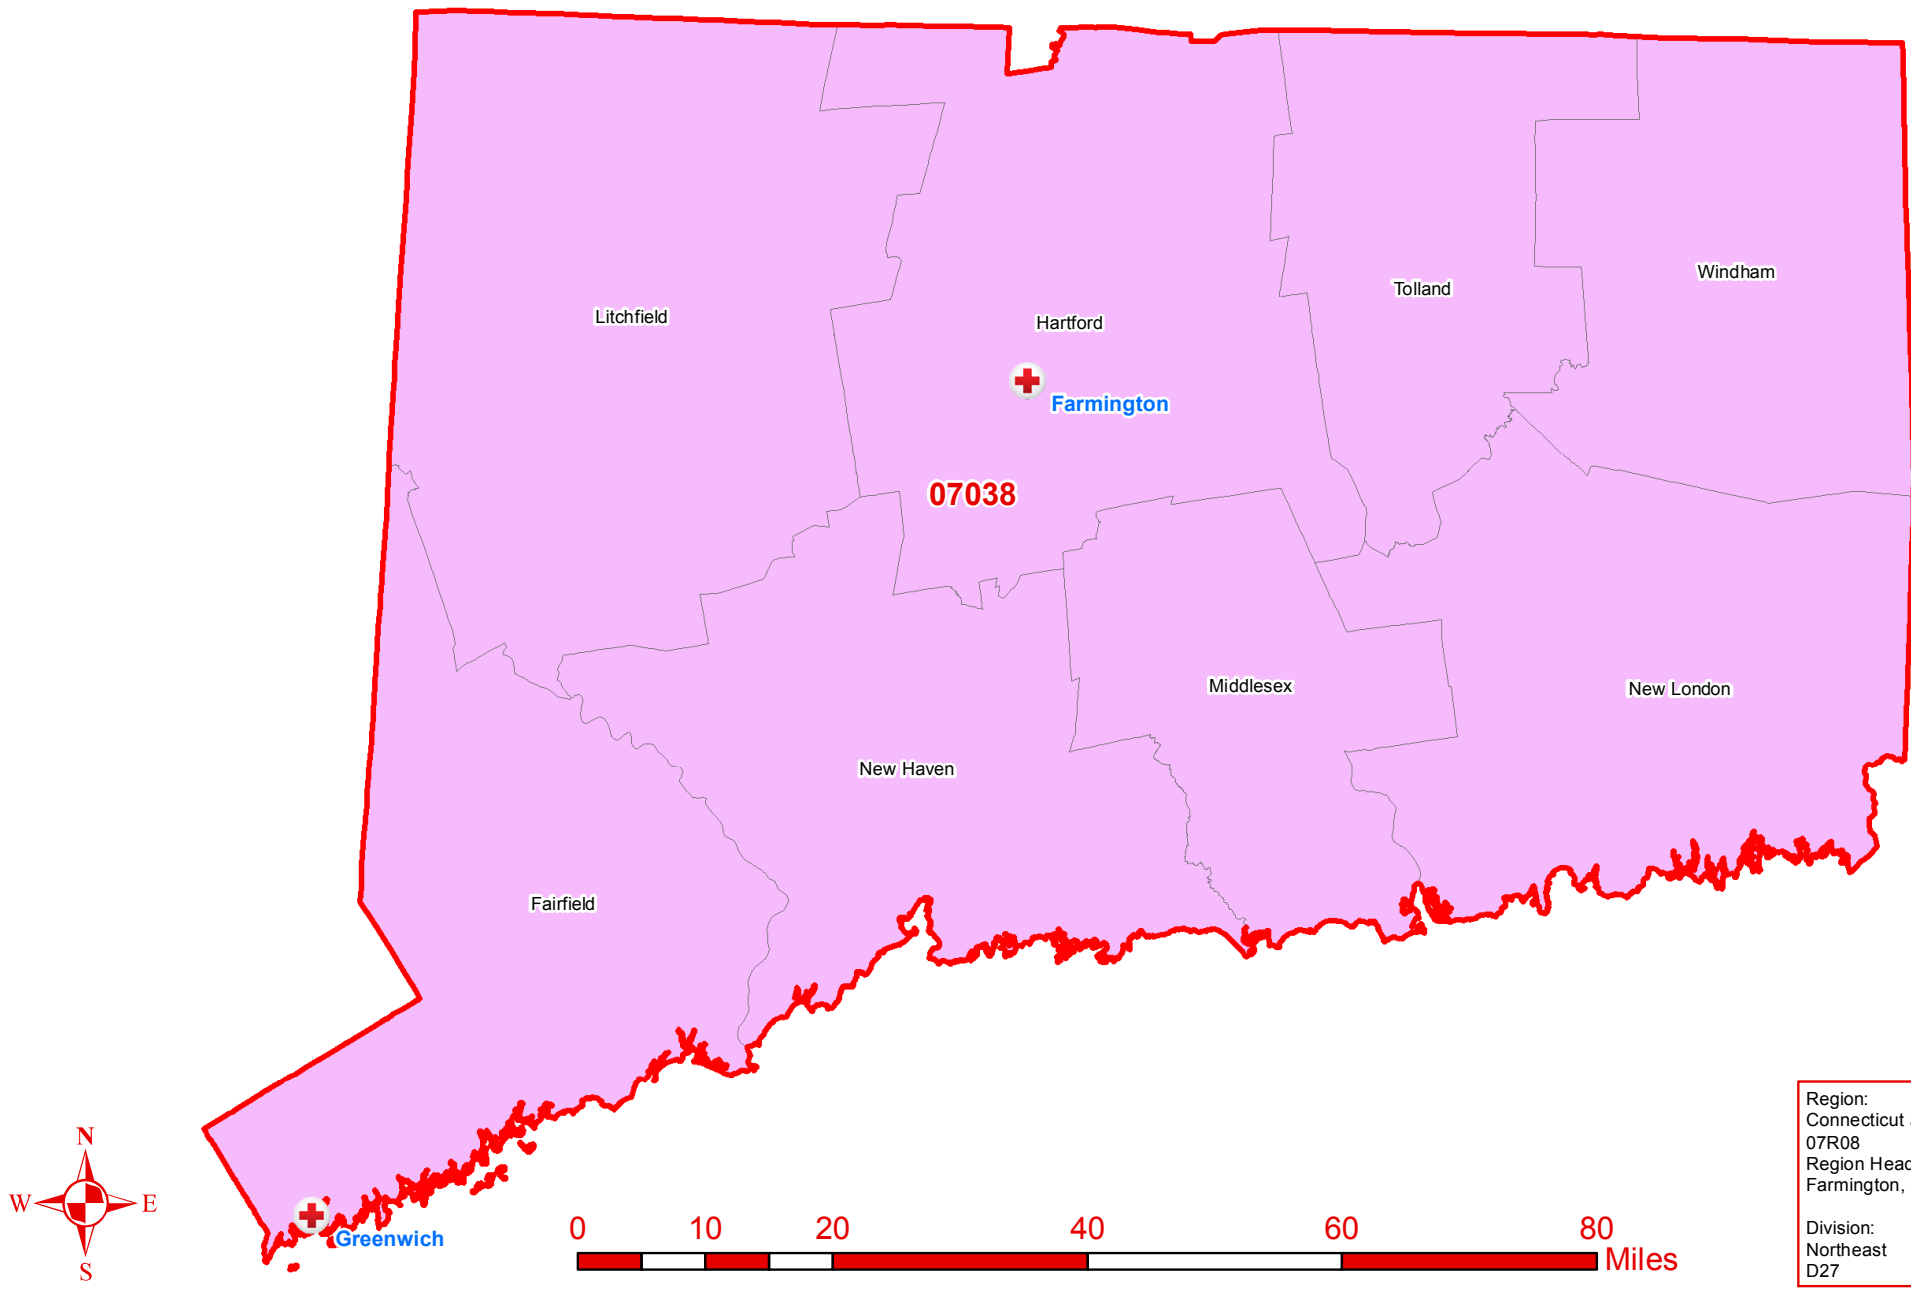 Litchfield
Hartford
Tolland
Windham
Farmington
07038
Middlesex
New London
New Haven
Fairfield
Greenwich
N
W E
S
0 10 20 40 60 80
Miles
Region:
Connecticut
07R08
Region Head
Farmington,
Division:
Northeast
D27